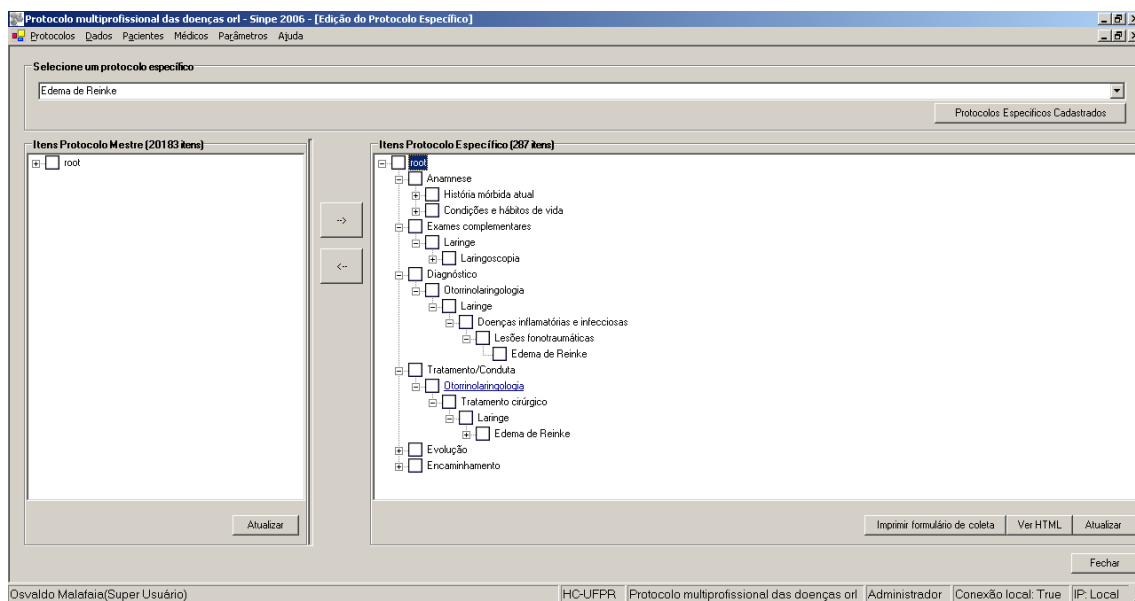 Protocolo multiprofissional das doenças orl - Sinpe 2006 - [Edição do Protocolo Específico]
Protocolos Dados Pacientes Médicos Parâmetros Ajuda
Selecione um protocolo específico
Edema de Reinke
Protocolos Específicos Cadastrados
Itens Protocolo Mestre (20183 itens)
root
Atualizar
-->
<--
Itens Protocolo Específico (287 itens)
root
Anamnese
História mórbida atual
Condições e hábitos de vida
Exames complementares
Laringe
Laringoscopia
Diagnóstico
Otorrinolaringologia
Laringe
Doenças inflamatórias e infecciosas
Lesões fonotraumáticas
Edema de Reinke
Tratamento/Conduta
Otorrinolaringologia
Tratamento cirúrgico
Laringe
Edema de Reinke
Evolução
Encaminhamento
Imprimir formulário de coleta Ver HTML Atualizar
Fechar
Osvaldo Malafaia(Super Usuário) HC-UFPR Protocolo multiprofissional das doenças orl Administrador Conexão local: True IP: Local